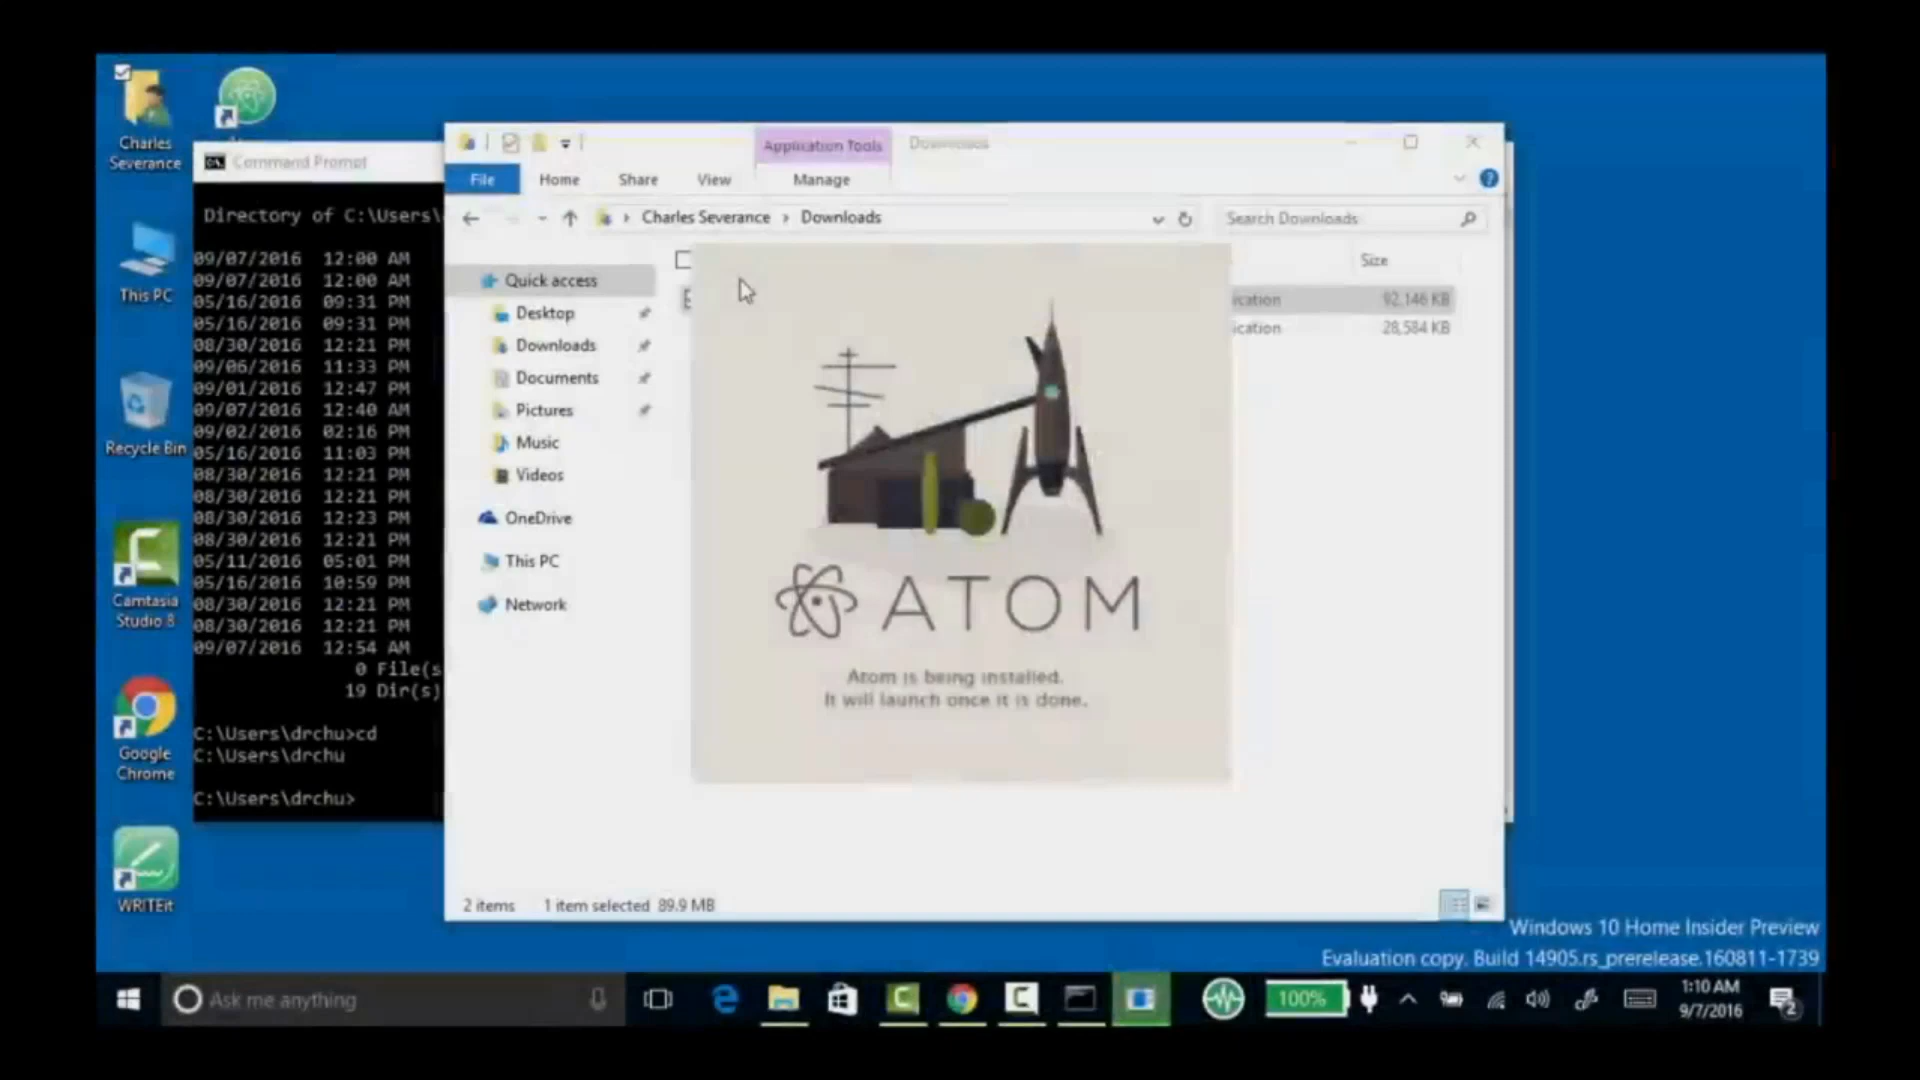 Charles
Severance
This PC
Recycle Bin
Camtasia
Studio 8
Google
Chrome
WRITEit
Command Prompt
Directory of C:\Users\
09/07/2016  12:00 AM
09/07/2016  12:00 AM
05/16/2016  09:31 PM
05/16/2016  09:31 PM
08/30/2016  12:21 PM
09/06/2016  11:33 PM
09/01/2016  12:47 PM
09/07/2016  12:40 AM
09/02/2016  02:16 PM
05/16/2016  11:03 PM
08/30/2016  12:21 PM
08/30/2016  12:21 PM
08/30/2016  12:23 PM
08/30/2016  12:21 PM
05/11/2016  05:01 PM
05/16/2016  10:59 PM
08/30/2016  12:21 PM
08/30/2016  12:21 PM
09/07/2016  12:54 AM
0 File(s
19 Dir(s)
C:\Users\drchu>cd
C:\Users\drchu
C:\Users\drchu>
Application Tools
Downloads
File Home Share View Manage
Charles Severance > Downloads
Search Downloads
Quick access
Desktop
Downloads
Documents
Pictures
Music
Videos
OneDrive
This PC
Network
Size
ication 92,146 KB
ication 28,584 KB
ATOM
Atom is being installed.
It will launch once it is done.
2 items 1 item selected 89.9 MB
Windows 10 Home Insider Preview
Evaluation copy. Build 14905.rs_prerelease.160811-1739
Ask me anything
100%
1:10 AM
9/7/2016
2